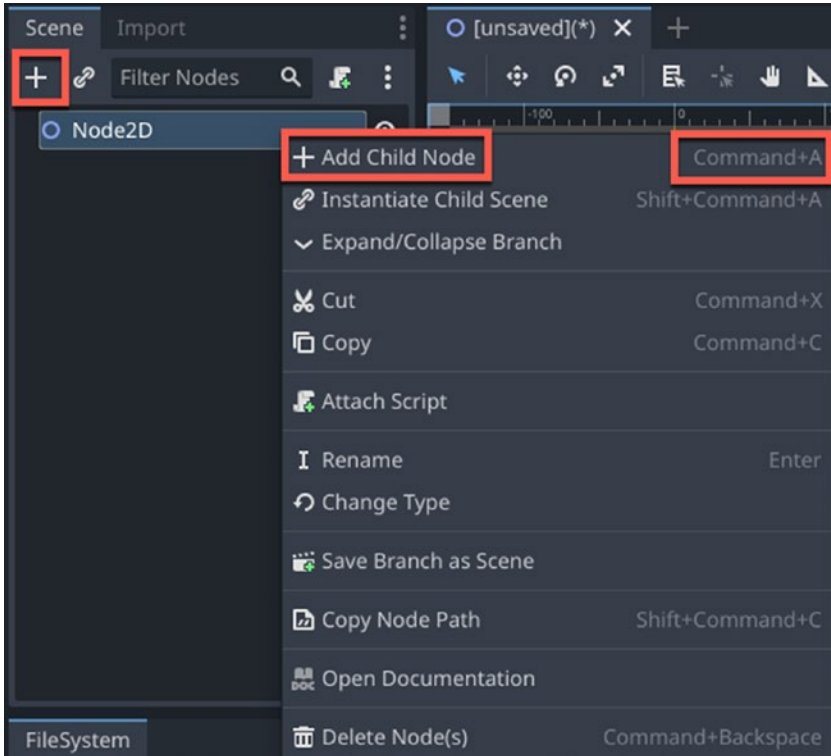 Scene Import
[unsaved](*)
Filter Nodes
-100 0
Node2D
Add Child Node Command+A
Instantiate Child Scene Shift+Command+A
Expand/Collapse Branch
Cut Command+X
Copy Command+C
Attach Script
Rename Enter
Change Type
Save Branch as Scene
Copy Node Path Shift+Command+C
DOC Open Documentation
Delete Node(s) Command+Backspace
FileSystem